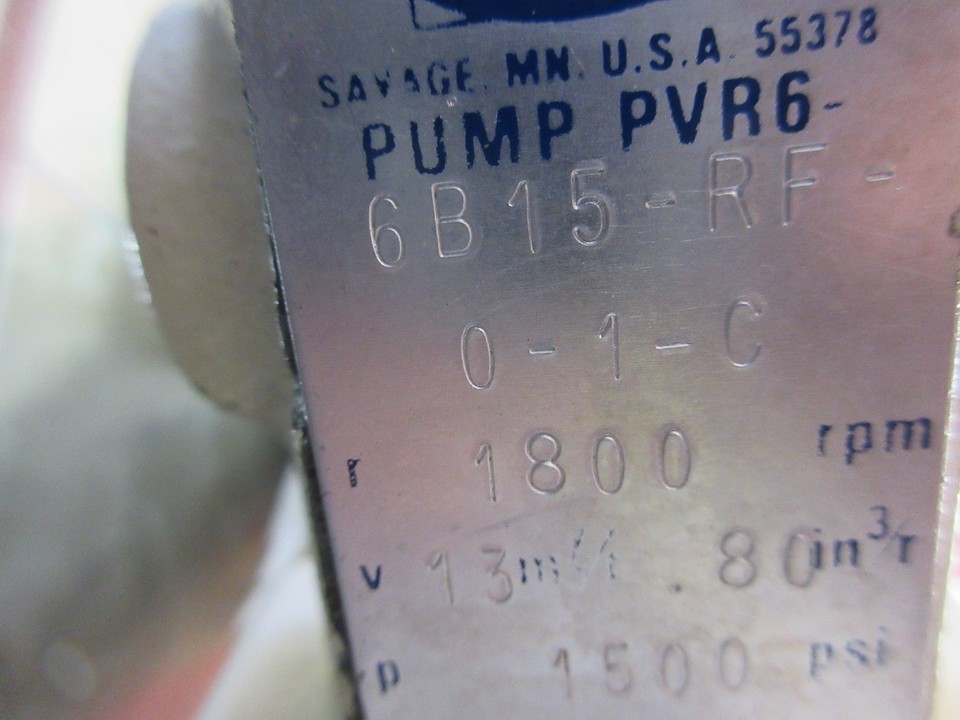 SAVAGE, MN. U.S.A. 55378
PUMP PVR6-
6B15-RF-
0-1-C
1800 rpm
v 13 .80 in³/r
p 1500 psi